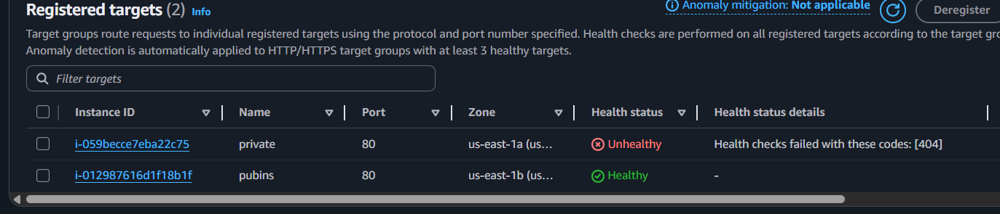 Registered targets (2) Info
Anomaly mitigation: Not applicable
Deregister
Target groups route requests to individual registered targets using the protocol and port number specified. Health checks are performed on all registered targets according to the target gro
Anomaly detection is automatically applied to HTTP/HTTPS target groups with at least 3 healthy targets.
Filter targets
Instance ID Name Port Zone Health status Health status details
i-059becce7eba22c75 private 80 us-east-1a (us... Unhealthy Health checks failed with these codes: [404]
i-012987616d1f18b1f pubins 80 us-east-1b (us... Healthy -